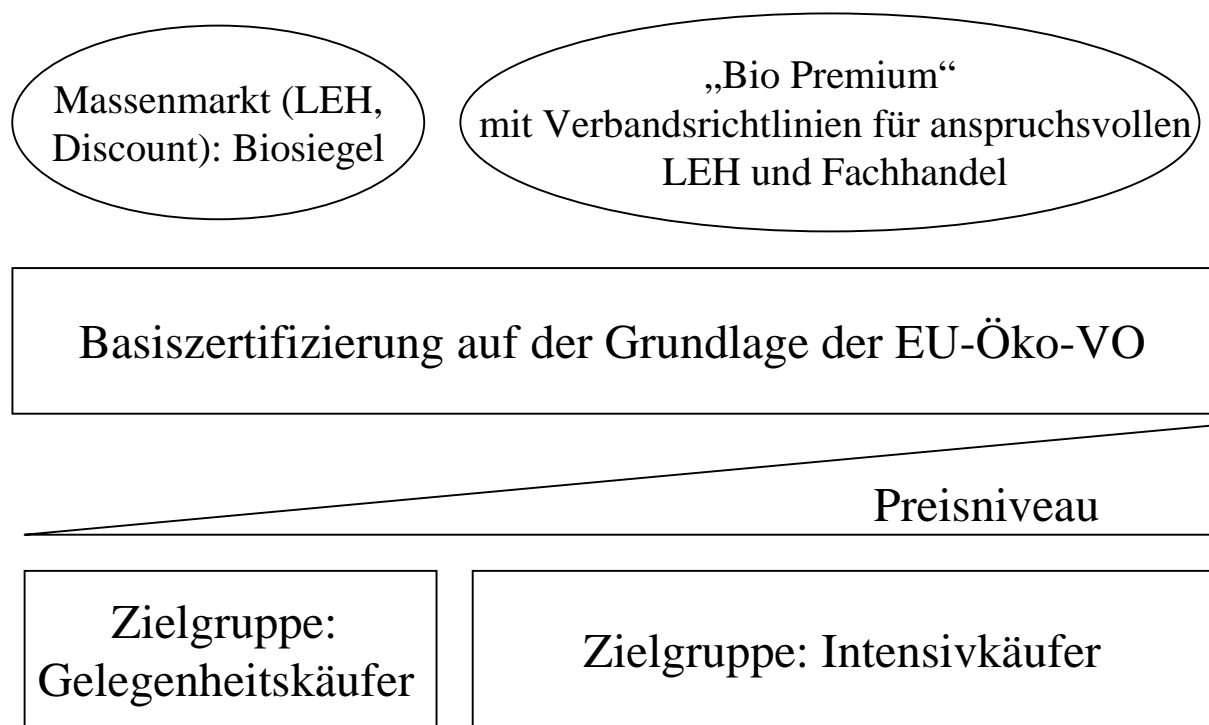 Massenmarkt (LEH,
Discount): Biosiegel
„Bio Premium“
mit Verbandsrichtlinien für anspruchsvollen
LEH und Fachhandel
Basiszertifizierung auf der Grundlage der EU-Öko-VO
Preisniveau
Zielgruppe:
Gelegenheitskäufer
Zielgruppe: Intensivkäufer